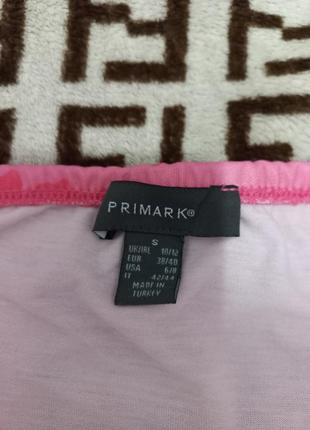 PRIMARK®
S
UK/IRL 10/12
EUR 38/40
USA 6/8
IT 42/44
MADE IN
TURKEY